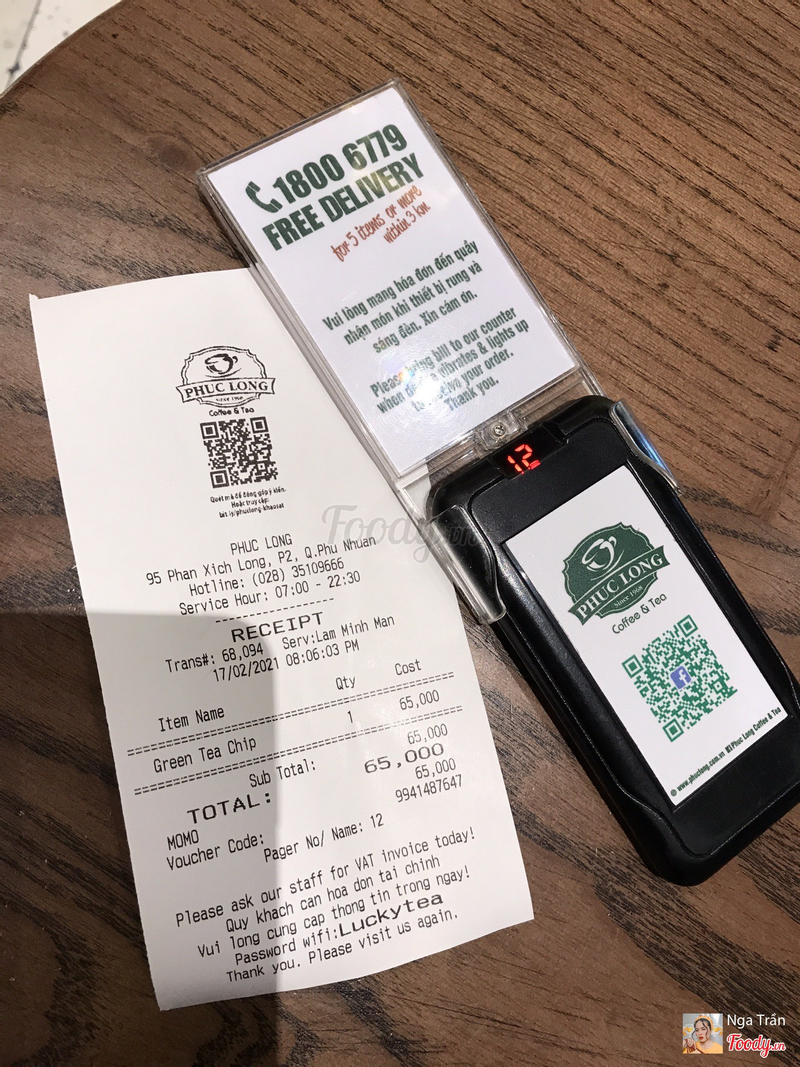 1800 6779
FREE DELIVERY
for 5 items or more
within 3 km
Vui lòng mang hóa đơn đến quầy
nhận món khi thiết bị rung và
sáng đèn. Xin cám ơn.
Please bring bill to our counter
when vibrates & lights up
to receive your order.
Thank you.
12
PHUC LONG
SINCE 1968
Coffee & Tea
Quét mã để đóng góp ý kiến.
Hoặc truy cập:
bit.ly/phuclong-khaosat
PHUC LONG
95 Phan Xich Long, P2, Q.Phu Nhuan
Hotline: (028) 35109666
Service Hour: 07:00 - 22:30
RECEIPT
Trans#: 68,094 Serv:Lam Minh Man
17/02/2021 08:06:03 PM
Item Name Qty Cost
Green Tea Chip 1 65,000
Sub Total: 65,000
TOTAL: 65,000
MOMO 65,000
Voucher Code: 9941487647
Pager No/ Name: 12
Please ask our staff for VAT invoice today!
Quy khach can hoa don tai chinh
Vui long cung cap thong tin trong ngay!
Password wifi:Luckytea
Thank you. Please visit us again.
PHUC LONG
Since 1968
Coffee & Tea
www.phuclong.com.vn Phuc Long Coffee & Tea
Foody.vn
Nga Trần
Foody.vn